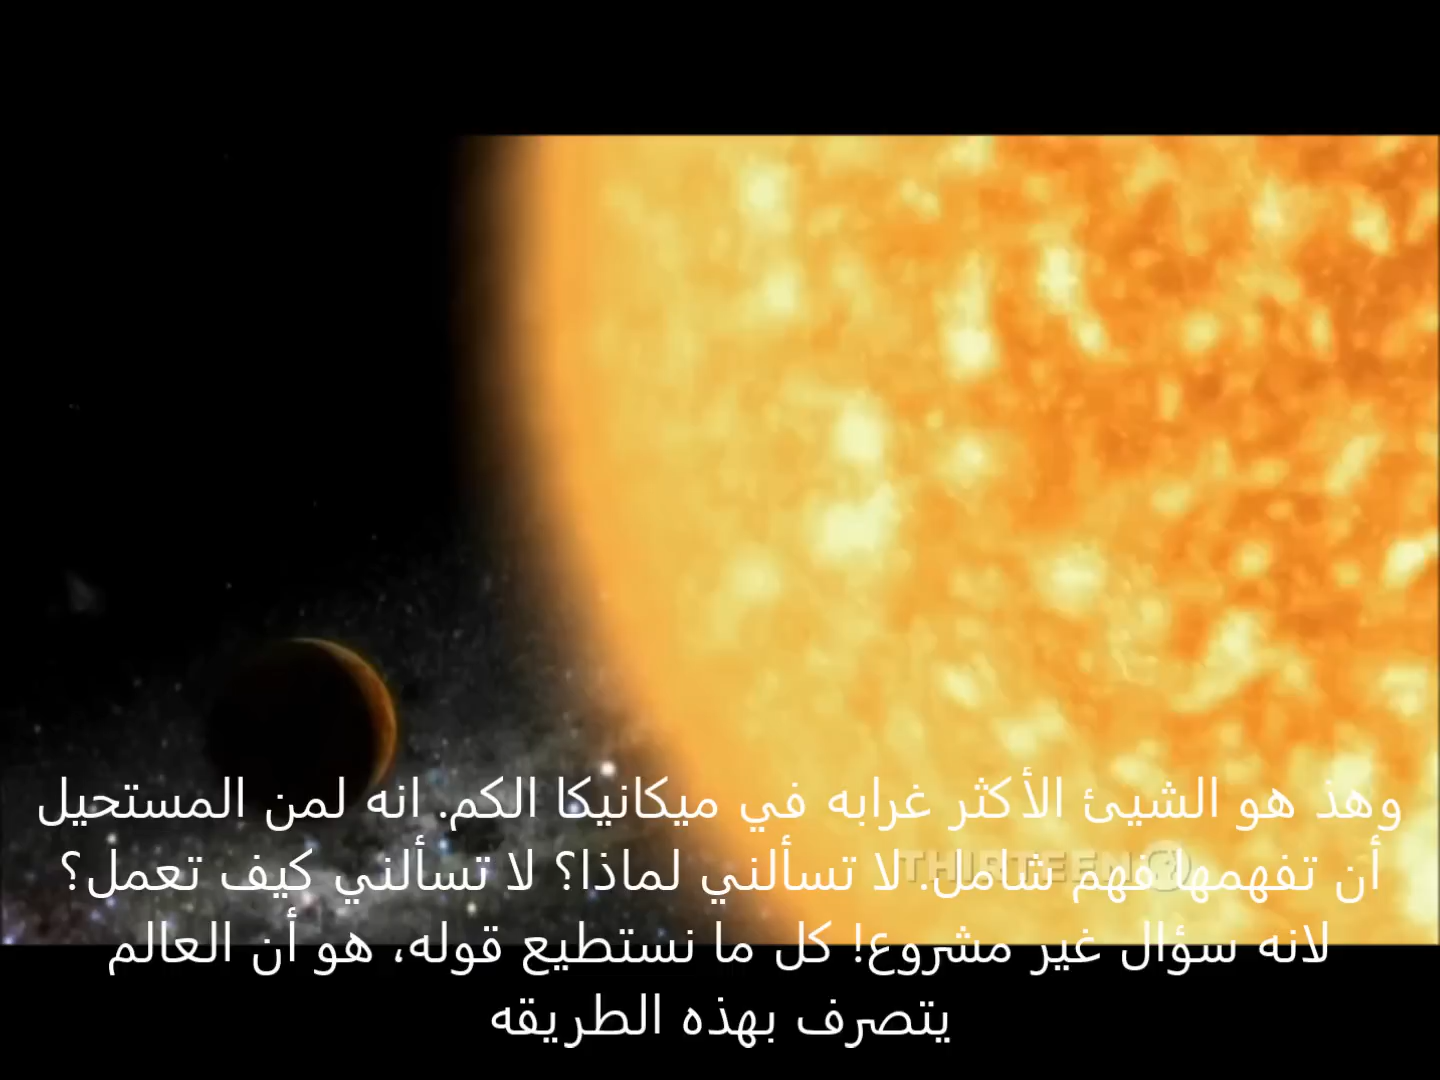 THIRTEEN
وهذ هو الشيئ الأكثر غرابه في ميكانيكا الكم. انه لمن المستحيل
أن تفهمها فهم شامل. لا تسألني لماذا؟ لا تسألني كيف تعمل؟
لانه سؤال غير مشروع! كل ما نستطيع قوله، هو أن العالم
يتصرف بهذه الطريقه